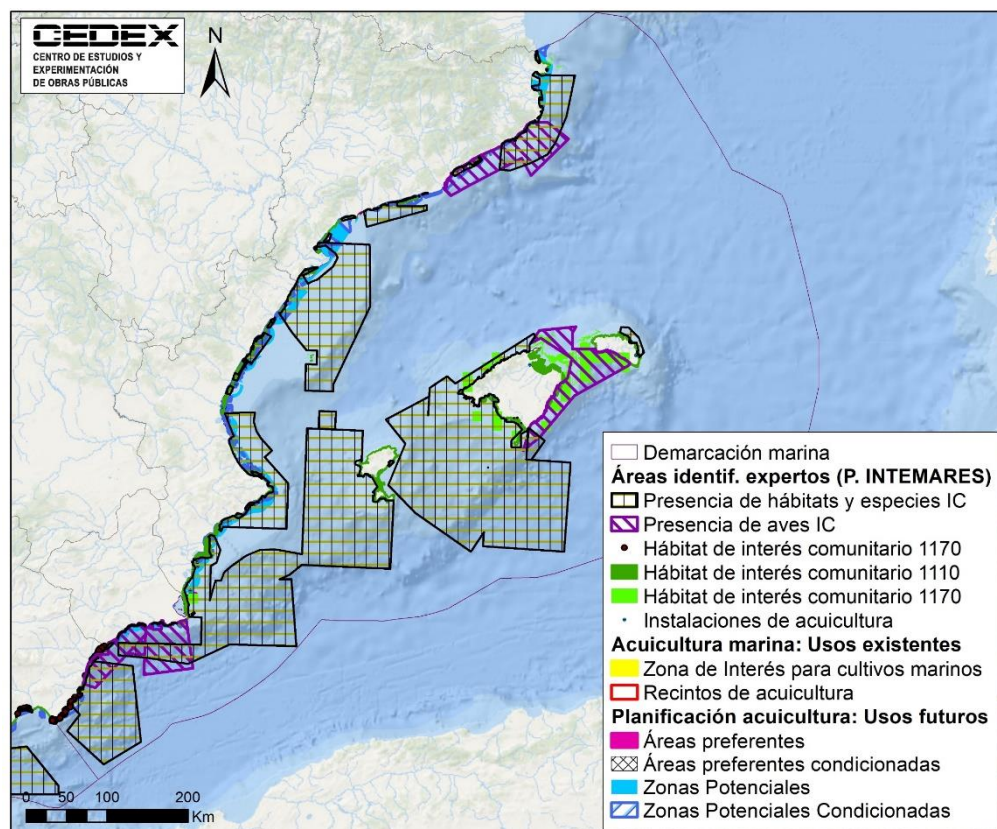 CEDEX
CENTRO DE ESTUDIOS Y
EXPERIMENTACIÓN
DE OBRAS PÚBLICAS
N
Demarcación marina
Áreas identif. expertos (P. INTEMARES)
Presencia de hábitats y especies IC
Presencia de aves IC
Hábitat de interés comunitario 1170
Hábitat de interés comunitario 1110
Hábitat de interés comunitario 1170
Instalaciones de acuicultura
Acuicultura marina: Usos existentes
Zona de Interés para cultivos marinos
Recintos de acuicultura
Planificación acuicultura: Usos futuros
Áreas preferentes
Áreas preferentes condicionadas
Zonas Potenciales
Zonas Potenciales Condicionadas
0 50 100 200
Km